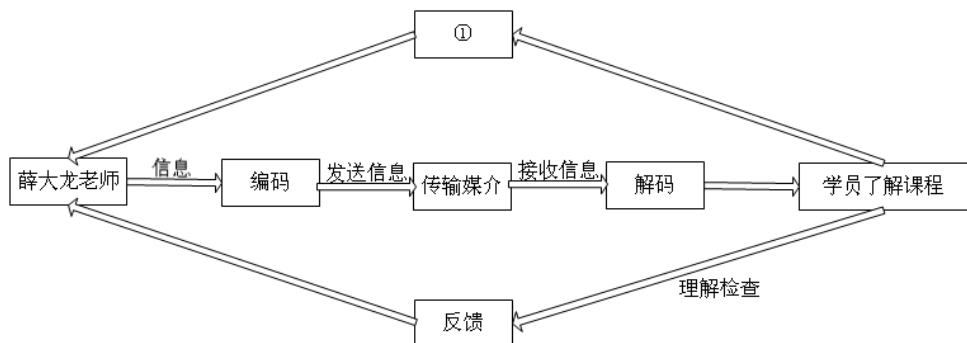 ①
薛大龙老师
信息
编码
发送信息
传输媒介
接收信息
解码
学员了解课程
理解检查
反馈